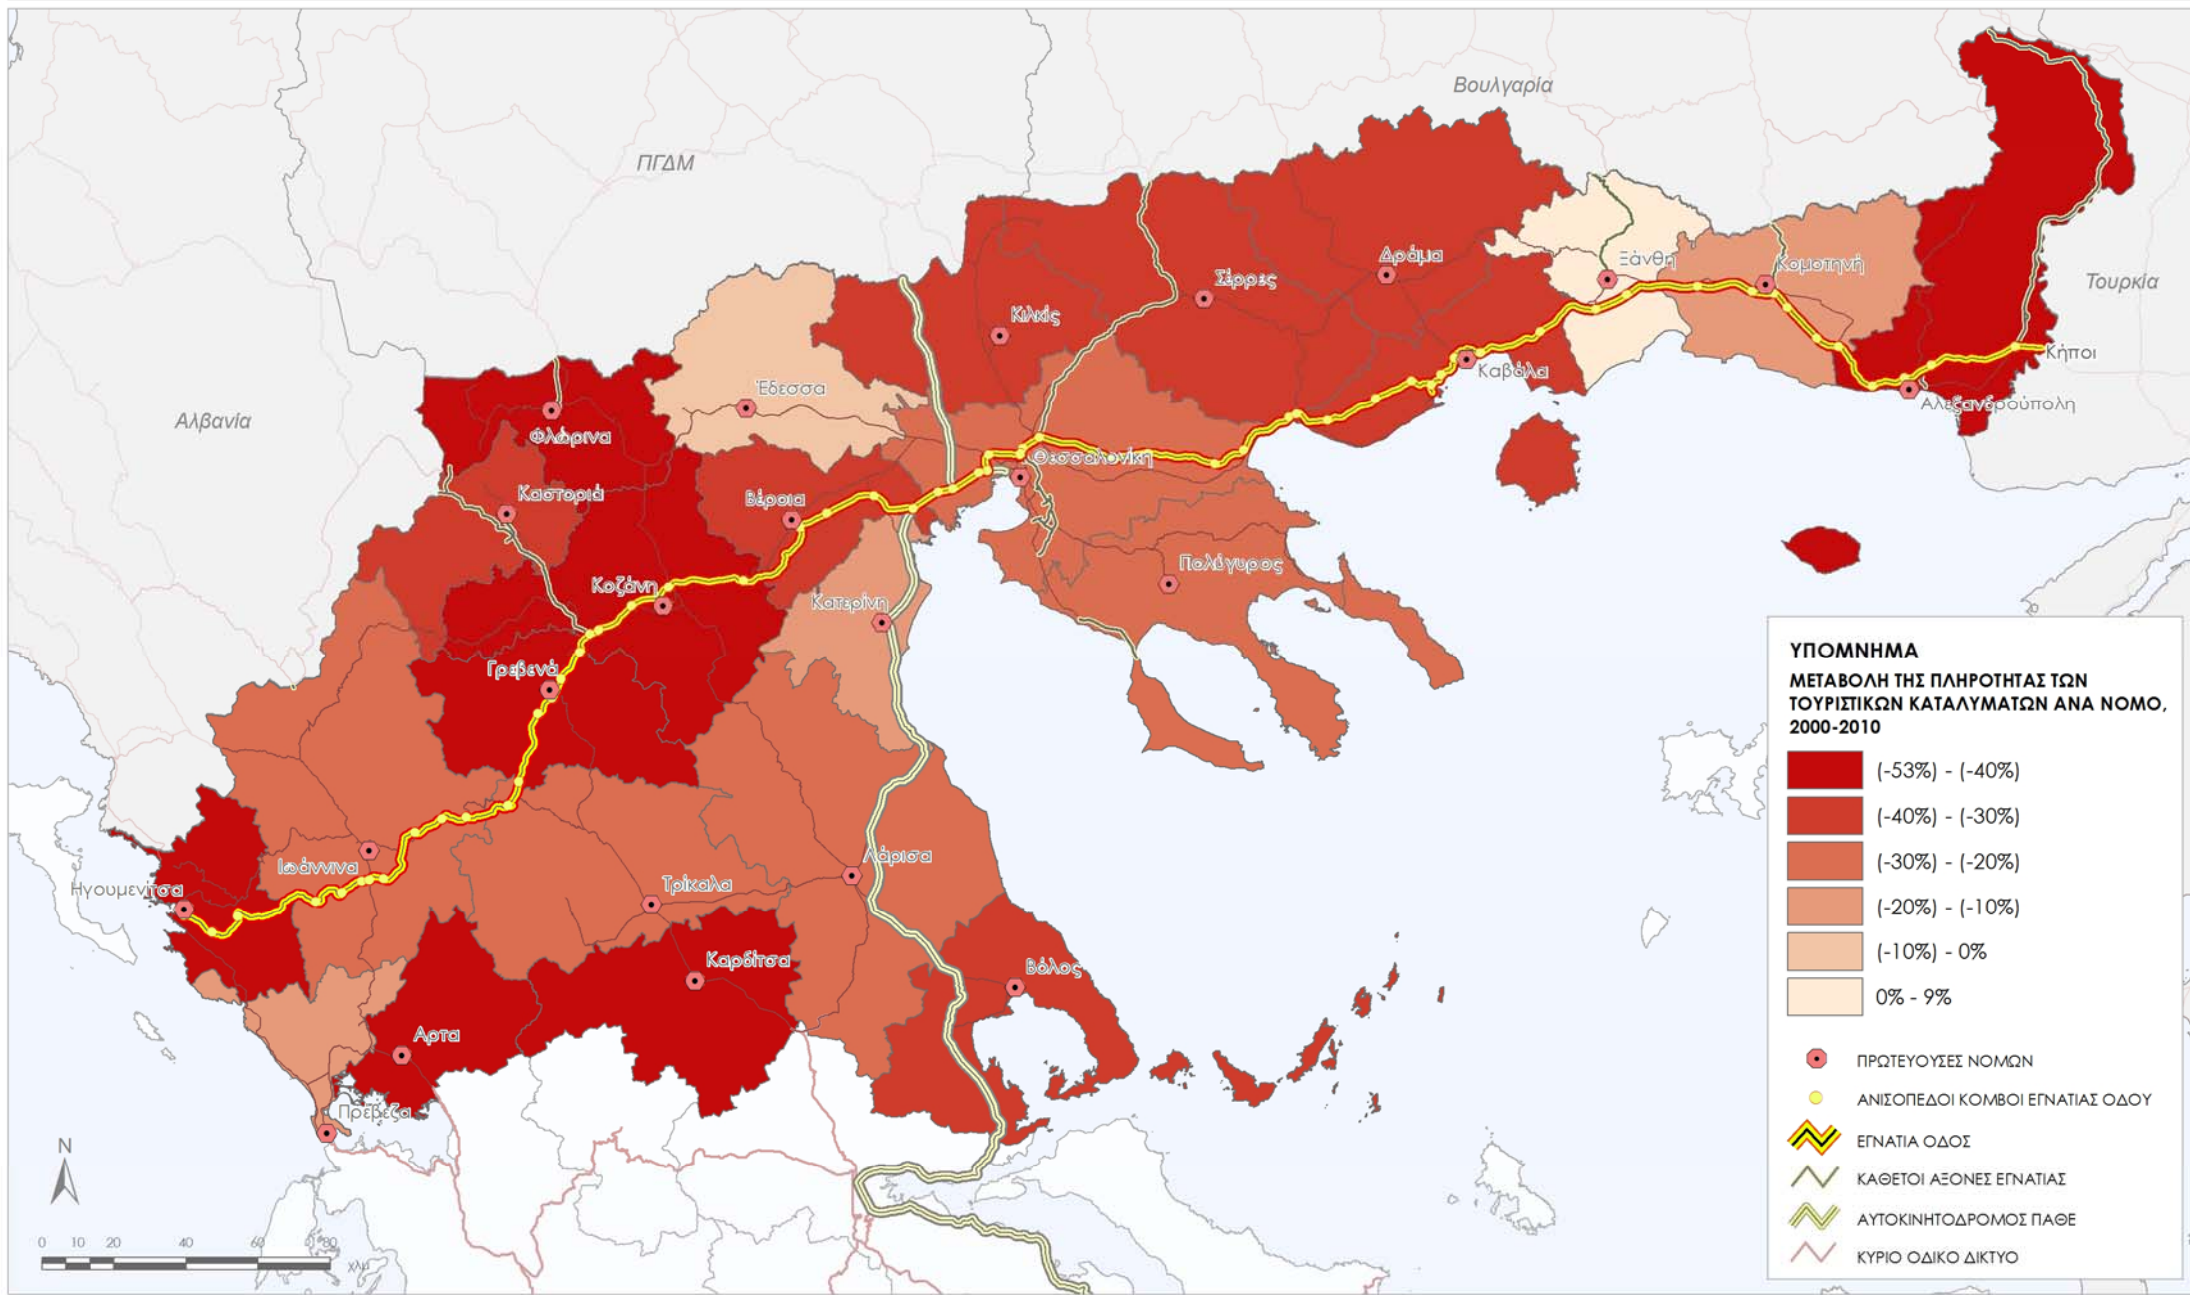 Βουλγαρία
ΠΓΔΜ
Τουρκία
Αλβανία
Ξάνθη
Κομοτηνή
Δράμα
Σέρρες
Κιλκίς
Κήποι
Καβάλα
Αλεξανδρούπολη
Έδεσσα
Φλώρινα
Θεσσαλονίκη
Καστοριά
Βέροια
Πολύγυρος
Κοζάνη
Κατερίνη
Γρεβενά
Ιωάννινα
Λάρισα
Ηγουμενίτσα
Τρίκαλα
Καρδίτσα
Βόλος
Άρτα
Πρέβεζα
ΥΠΟΜΝΗΜΑ
ΜΕΤΑΒΟΛΗ ΤΗΣ ΠΛΗΡΟΤΗΤΑΣ ΤΩΝ
ΤΟΥΡΙΣΤΙΚΩΝ ΚΑΤΑΛΥΜΑΤΩΝ ΑΝΑ ΝΟΜΟ,
2000-2010
(-53%) - (-40%)
(-40%) - (-30%)
(-30%) - (-20%)
(-20%) - (-10%)
(-10%) - 0%
0% - 9%
ΠΡΩΤΕΥΟΥΣΕΣ ΝΟΜΩΝ
ΑΝΙΣΟΠΕΔΟΙ ΚΟΜΒΟΙ ΕΓΝΑΤΙΑΣ ΟΔΟΥ
ΕΓΝΑΤΙΑ ΟΔΟΣ
ΚΑΘΕΤΟΙ ΑΞΟΝΕΣ ΕΓΝΑΤΙΑΣ
ΑΥΤΟΚΙΝΗΤΟΔΡΟΜΟΣ ΠΑΘΕ
ΚΥΡΙΟ ΟΔΙΚΟ ΔΙΚΤΥΟ
N
0 10 20 40 60 80
χλμ